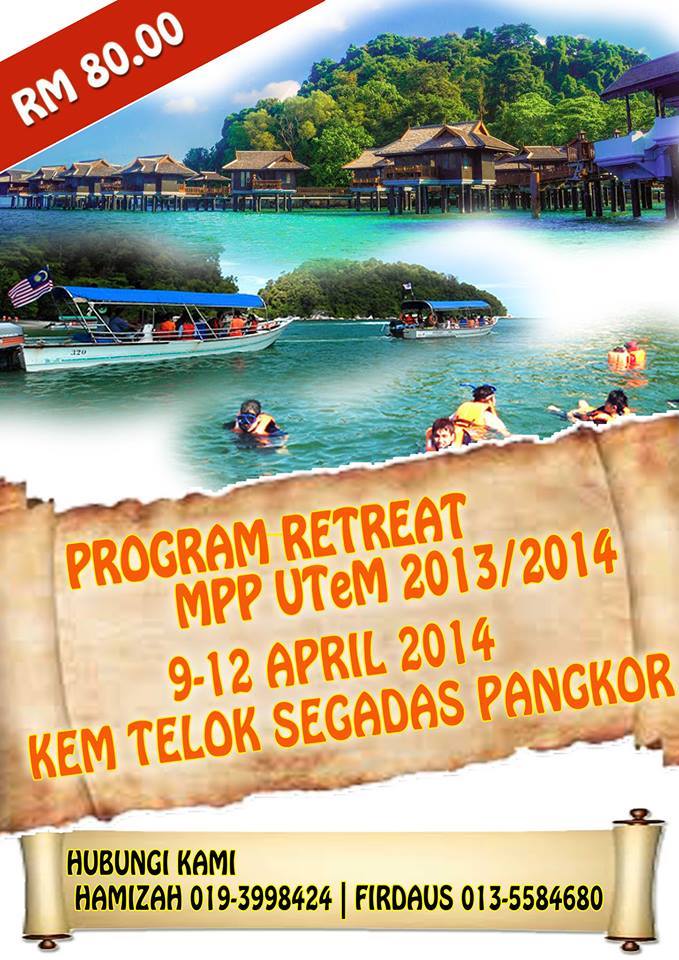 RM 80.00
320
PROGRAM RETREAT
MPP UTeM 2013/2014
9-12 APRIL 2014
KEM TELOK SEGADAS PANGKOR
HUBUNGI KAMI
HAMIZAH 019-3998424 | FIRDAUS 013-5584680